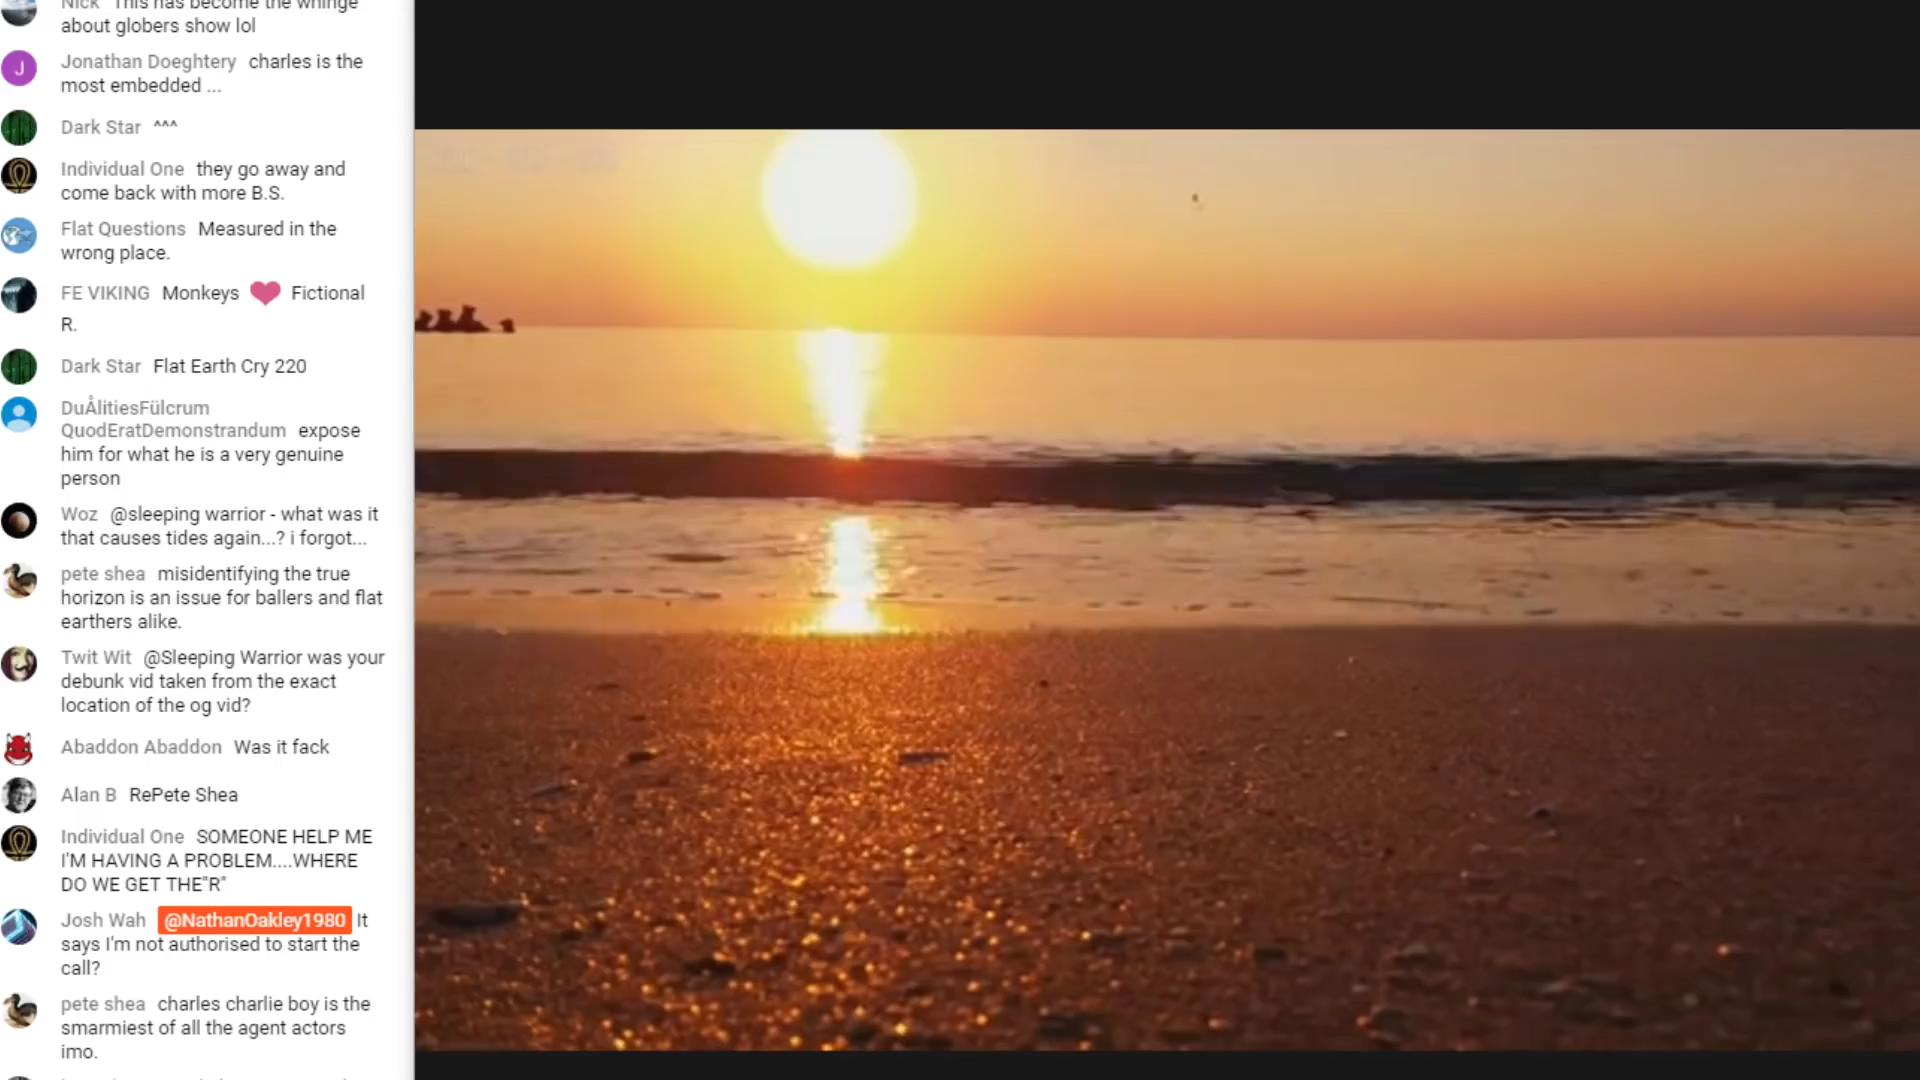 Nick This has become the whinge
about globers show lol
Jonathan Doeghtery charles is the
most embedded ...
J
Dark Star ^^^
Individual One they go away and
come back with more B.S.
Flat Questions Measured in the
wrong place.
FE VIKING Monkeys Fictional
R.
Dark Star Flat Earth Cry 220
DuÅlitiesFülcrum
QuodEratDemonstrandum expose
him for what he is a very genuine
person
Woz @sleeping warrior - what was it
that causes tides again...? i forgot...
pete shea misidentifying the true
horizon is an issue for ballers and flat
earthers alike.
Twit Wit @Sleeping Warrior was your
debunk vid taken from the exact
location of the og vid?
Abaddon Abaddon Was it fack
Alan B RePete Shea
Individual One SOMEONE HELP ME
I'M HAVING A PROBLEM....WHERE
DO WE GET THE"R"
Josh Wah @NathanOakley1980 It
says I'm not authorised to start the
call?
pete shea charles charlie boy is the
smarmiest of all the agent actors
imo.